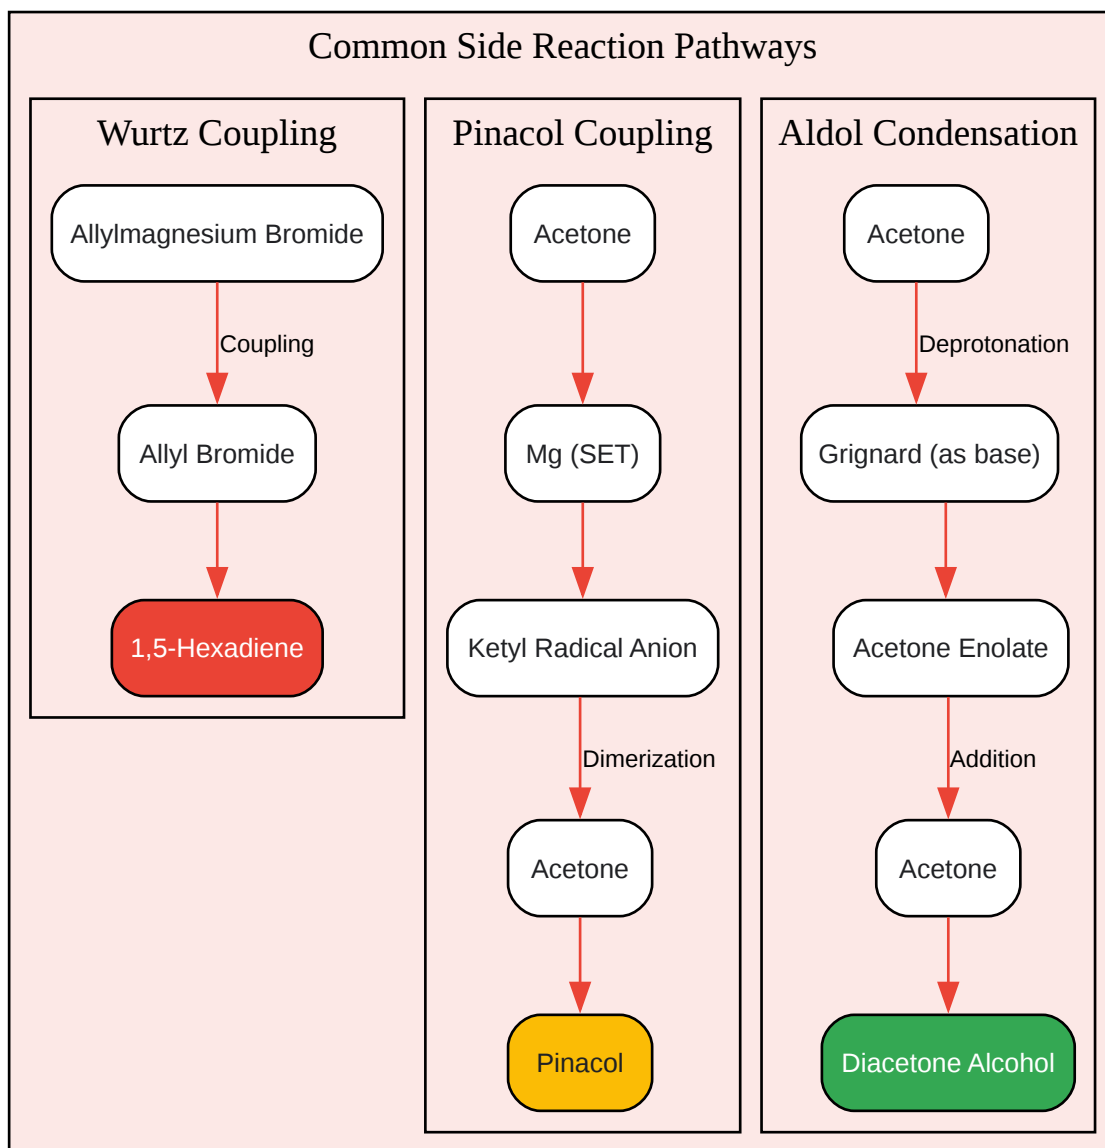 Common Side Reaction Pathways
Wurtz Coupling
Allylmagnesium Bromide
Coupling
Allyl Bromide
1,5-Hexadiene
Pinacol Coupling
Acetone
Mg (SET)
Ketyl Radical Anion
Dimerization
Acetone
Pinacol
Aldol Condensation
Acetone
Deprotonation
Grignard (as base)
Acetone Enolate
Addition
Acetone
Diacetone Alcohol